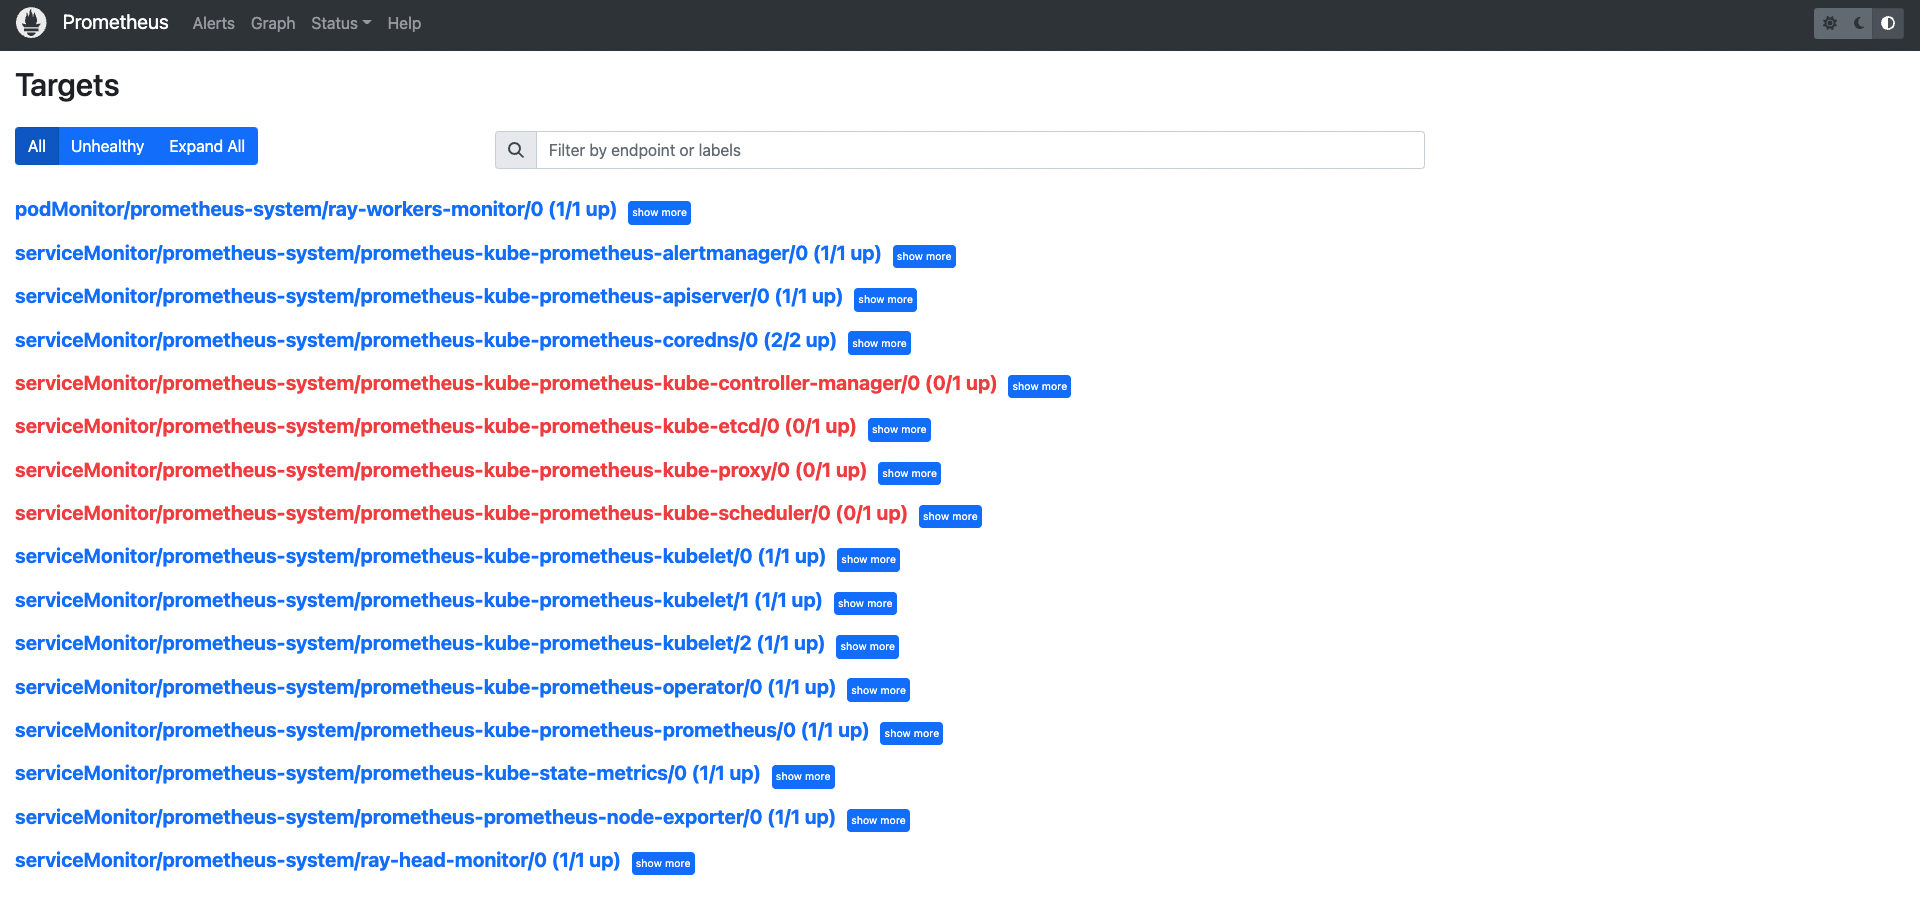 Prometheus Alerts Graph Status Help
Targets
All Unhealthy Expand All Filter by endpoint or labels
podMonitor/prometheus-system/ray-workers-monitor/0 (1/1 up) show more
serviceMonitor/prometheus-system/prometheus-kube-prometheus-alertmanager/0 (1/1 up) show more
serviceMonitor/prometheus-system/prometheus-kube-prometheus-apiserver/0 (1/1 up) show more
serviceMonitor/prometheus-system/prometheus-kube-prometheus-coredns/0 (2/2 up) show more
serviceMonitor/prometheus-system/prometheus-kube-prometheus-kube-controller-manager/0 (0/1 up) show more
serviceMonitor/prometheus-system/prometheus-kube-prometheus-kube-etcd/0 (0/1 up) show more
serviceMonitor/prometheus-system/prometheus-kube-prometheus-kube-proxy/0 (0/1 up) show more
serviceMonitor/prometheus-system/prometheus-kube-prometheus-kube-scheduler/0 (0/1 up) show more
serviceMonitor/prometheus-system/prometheus-kube-prometheus-kubelet/0 (1/1 up) show more
serviceMonitor/prometheus-system/prometheus-kube-prometheus-kubelet/1 (1/1 up) show more
serviceMonitor/prometheus-system/prometheus-kube-prometheus-kubelet/2 (1/1 up) show more
serviceMonitor/prometheus-system/prometheus-kube-prometheus-operator/0 (1/1 up) show more
serviceMonitor/prometheus-system/prometheus-kube-prometheus-prometheus/0 (1/1 up) show more
serviceMonitor/prometheus-system/prometheus-kube-state-metrics/0 (1/1 up) show more
serviceMonitor/prometheus-system/prometheus-prometheus-node-exporter/0 (1/1 up) show more
serviceMonitor/prometheus-system/ray-head-monitor/0 (1/1 up) show more